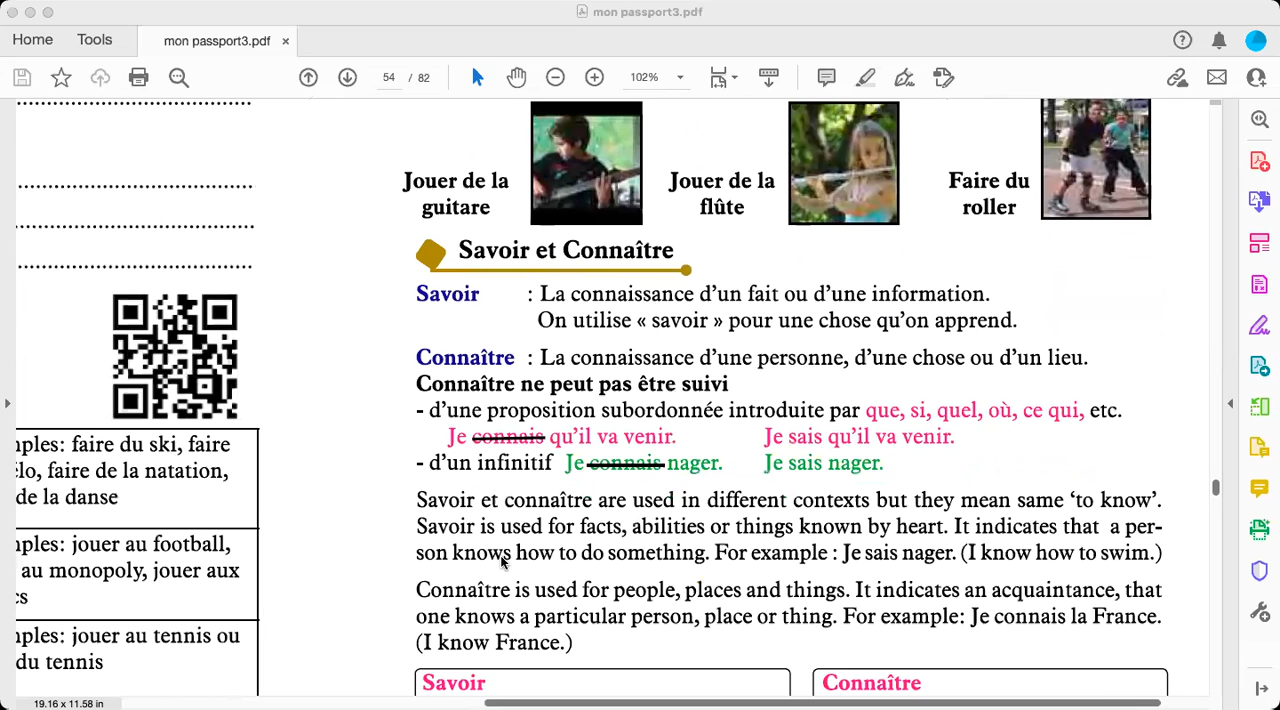 mon passport3.pdf
Home
Tools
mon passport3.pdf ×
54 / 82
102%
Jouer de la
guitare
Jouer de la
flûte
Faire du
roller
Savoir et Connaître
Savoir : La connaissance d’un fait ou d’une information.
On utilise « savoir » pour une chose qu’on apprend.
Connaître : La connaissance d’une personne, d’une chose ou d’un lieu.
Connaître ne peut pas être suivi
- d’une proposition subordonnée introduite par que, si, quel, où, ce qui, etc.
Je connais qu’il va venir. Je sais qu’il va venir.
- d’un infinitif Je connais nager. Je sais nager.
Savoir et connaître are used in different contexts but they mean same ‘to know’.
Savoir is used for facts, abilities or things known by heart. It indicates that a per-
son knows how to do something. For example : Je sais nager. (I know how to swim.)
Connaître is used for people, places and things. It indicates an acquaintance, that
one knows a particular person, place or thing. For example: Je connais la France.
(I know France.)
Savoir
Connaître
mples: faire du ski, faire
élo, faire de la natation,
de la danse
mples: jouer au football,
au monopoly, jouer aux
cs
mples: jouer au tennis ou
du tennis
19.16 x 11.58 in